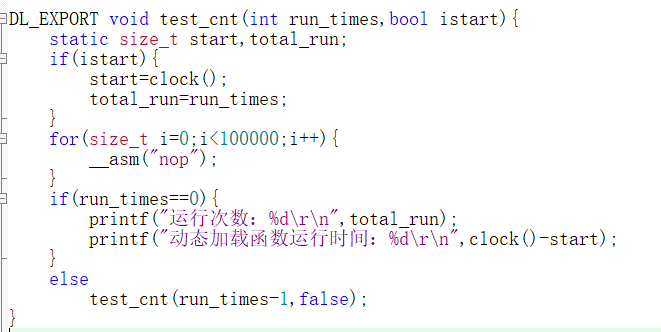 DL_EXPORT void test_cnt(int run_times,bool istart){
    static size_t start,total_run;
    if(istart){
        start=clock();
        total_run=run_times;
    }
    for(size_t i=0;i<100000;i++){
        __asm("nop");
    }
    if(run_times==0){
        printf("运行次数：%d\r\n",total_run);
        printf("动态加载函数运行时间：%d\r\n",clock()-start);
    }
    else
        test_cnt(run_times-1,false);
}